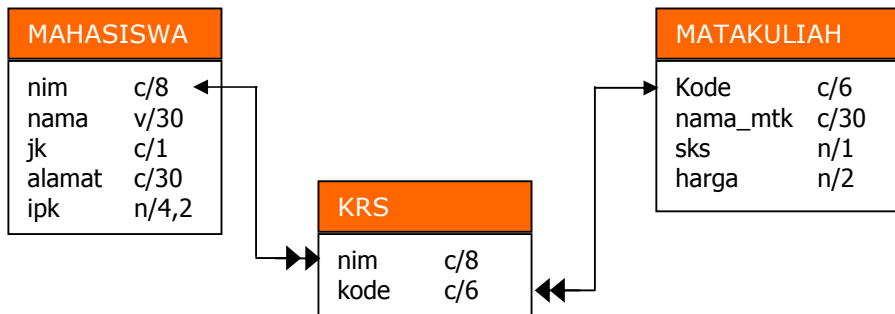 MAHASISWA
nim c/8
nama v/30
jk c/1
alamat c/30
ipk n/4,2
MATAKULIAH
Kode c/6
nama_mtk c/30
sks n/1
harga n/2
KRS
nim c/8
kode c/6